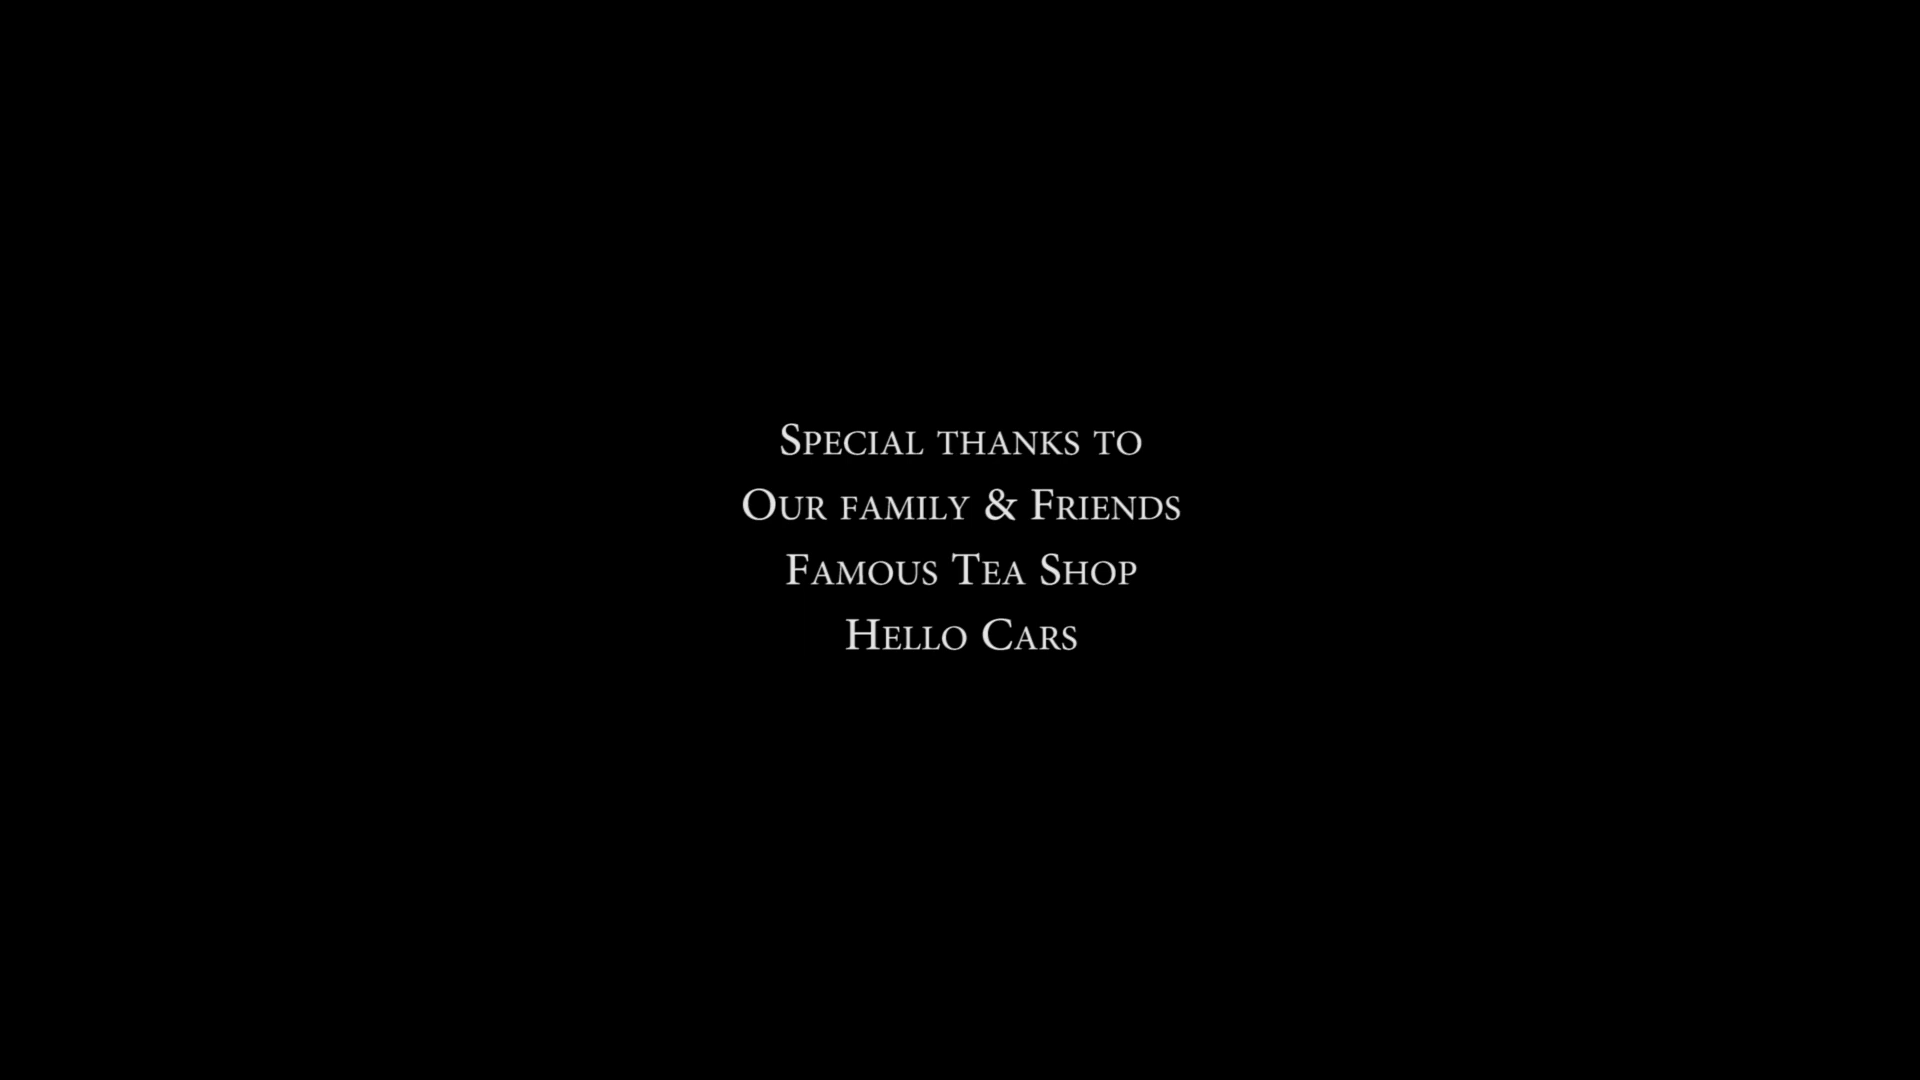 Special thanks to
Our family & Friends
Famous Tea Shop
Hello Cars